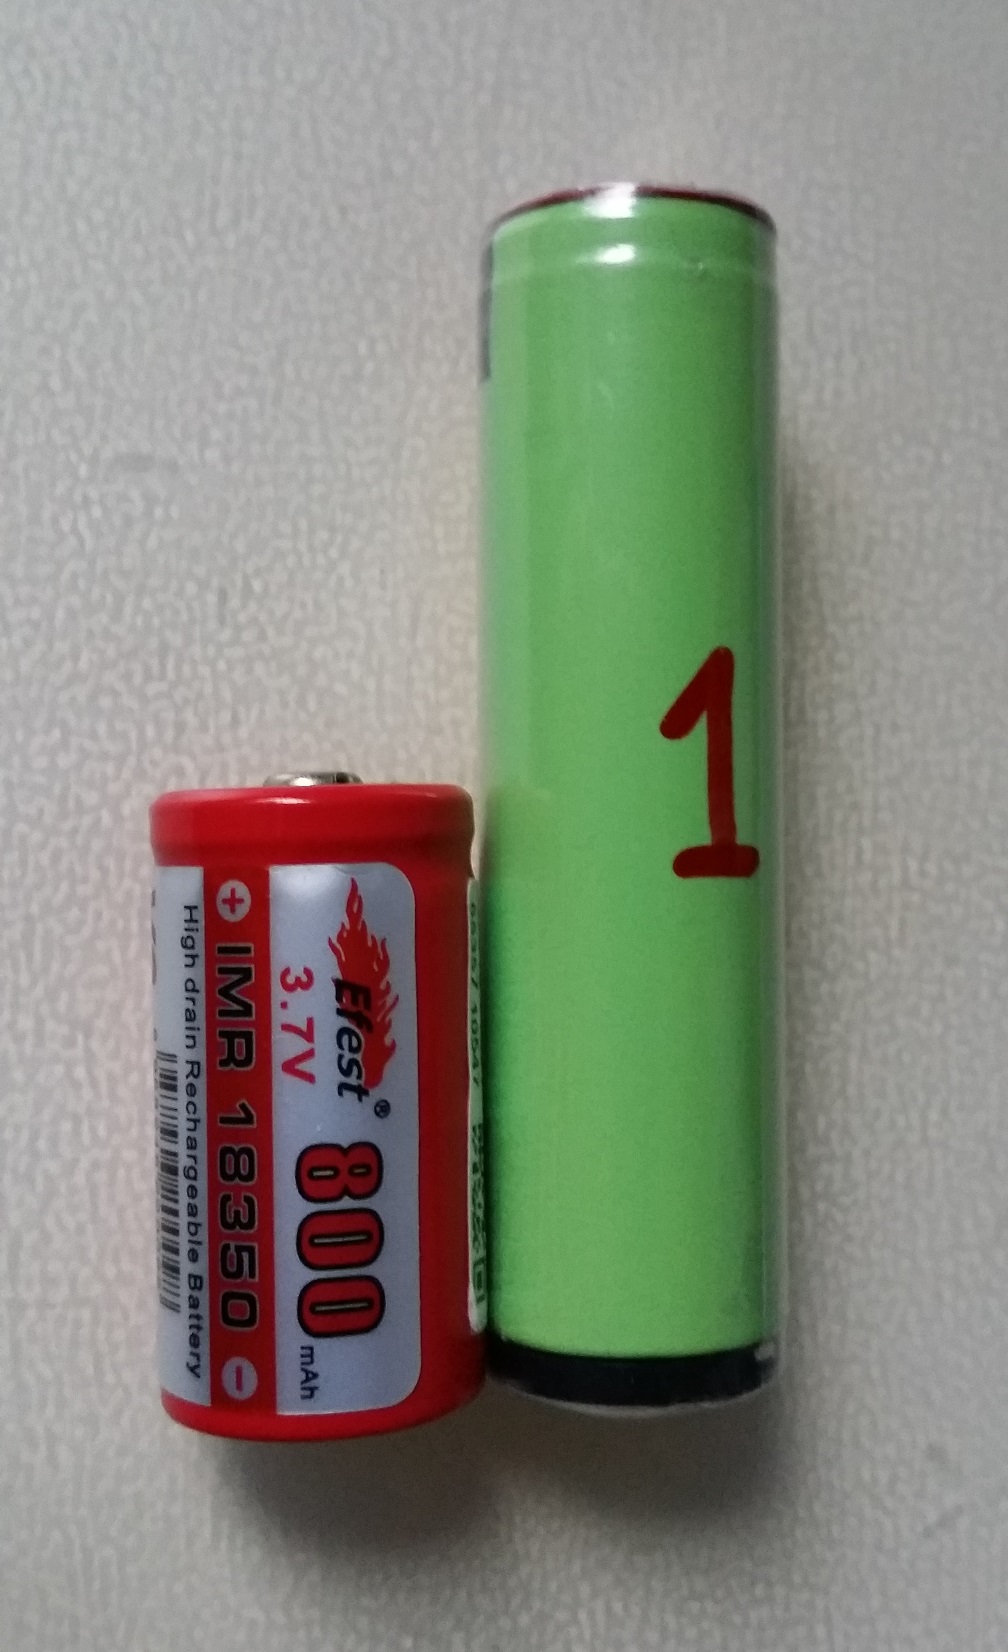 1
Efest®
3.7V
800 mAh
+ IMR 18350 −
High drain Rechargeable Battery